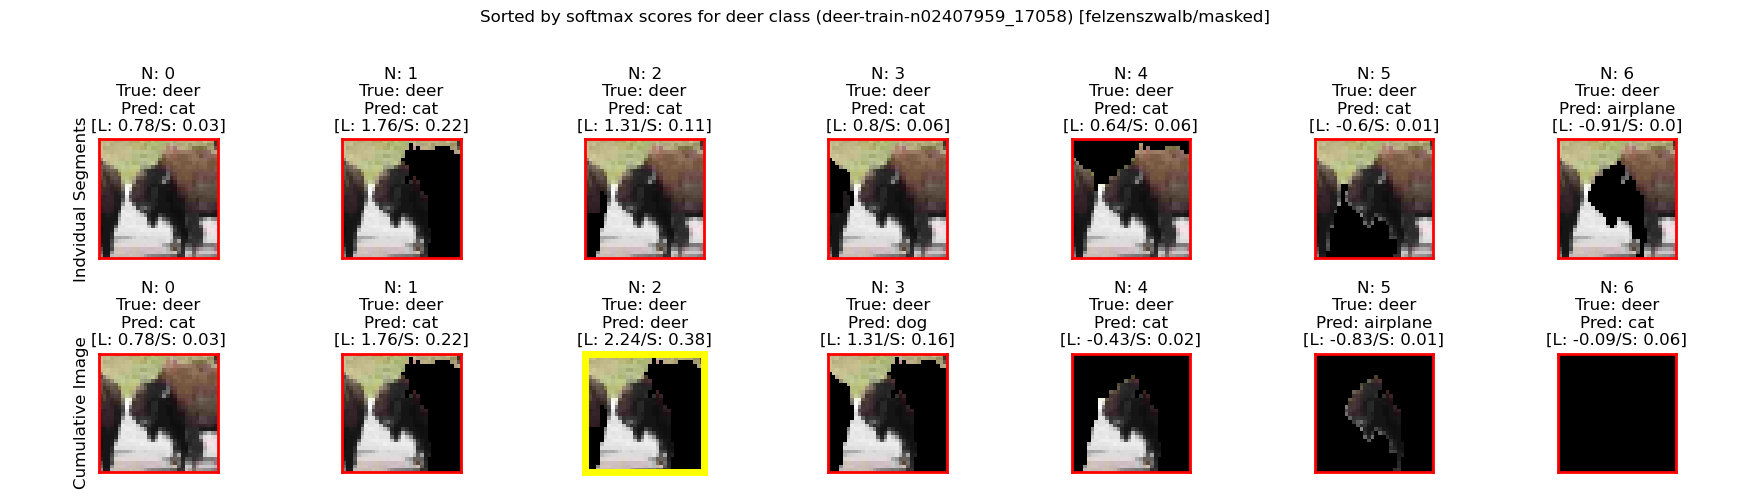 Sorted by softmax scores for deer class (deer-train-n02407959_17058) [felzenszwalb/masked]
Indvidual Segments
N: 0
True: deer
Pred: cat
[L: 0.78/S: 0.03]
N: 1
True: deer
Pred: cat
[L: 1.76/S: 0.22]
N: 2
True: deer
Pred: cat
[L: 1.31/S: 0.11]
N: 3
True: deer
Pred: cat
[L: 0.8/S: 0.06]
N: 4
True: deer
Pred: cat
[L: 0.64/S: 0.06]
N: 5
True: deer
Pred: cat
[L: -0.6/S: 0.01]
N: 6
True: deer
Pred: airplane
[L: -0.91/S: 0.0]
Cumulative Image
N: 0
True: deer
Pred: cat
[L: 0.78/S: 0.03]
N: 1
True: deer
Pred: cat
[L: 1.76/S: 0.22]
N: 2
True: deer
Pred: deer
[L: 2.24/S: 0.38]
N: 3
True: deer
Pred: dog
[L: 1.31/S: 0.16]
N: 4
True: deer
Pred: cat
[L: -0.43/S: 0.02]
N: 5
True: deer
Pred: airplane
[L: -0.83/S: 0.01]
N: 6
True: deer
Pred: cat
[L: -0.09/S: 0.06]